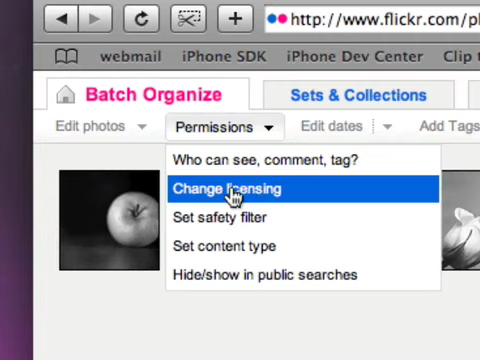 http://www.flickr.com/
webmail iPhone SDK iPhone Dev Center Clip
Batch Organize Sets & Collections
Edit photos Permissions Edit dates Add Tags
Who can see, comment, tag?
Change licensing
Set safety filter
Set content type
Hide/show in public searches